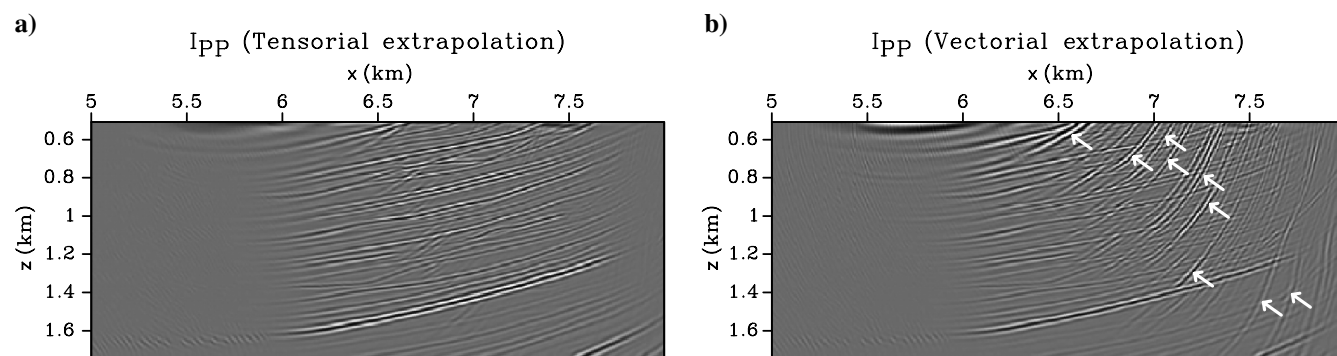 a)
I_PP (Tensorial extrapolation)
x (km)
5 5.5 6 6.5 7 7.5
0.6
0.8
1
1.2
1.4
1.6
z (km)
b)
I_PP (Vectorial extrapolation)
x (km)
5 5.5 6 6.5 7 7.5
0.6
0.8
1
1.2
1.4
1.6
z (km)